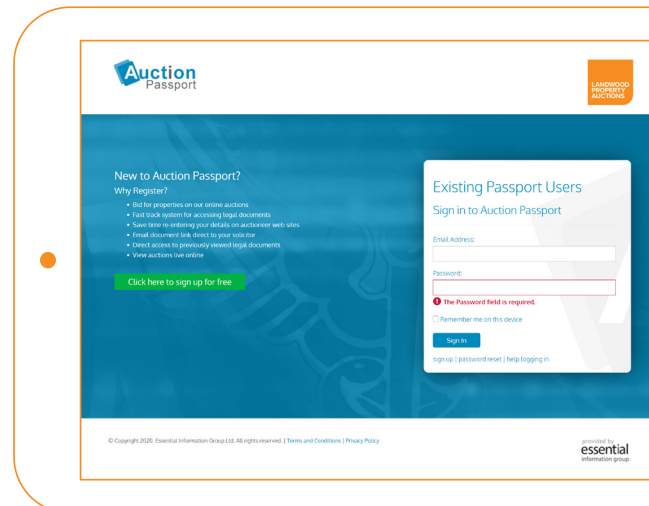 Auction
Passport
LANDWOOD
PROPERTY
AUCTIONS
New to Auction Passport?
Why Register?
• Bid for properties on our online auctions
• Fast track system for accessing legal documents
• Save time re-entering your details on auctioneer web sites
• Email document link direct to your solicitor
• Direct access to previously viewed legal documents
• View auctions live online
Click here to sign up for free
Existing Passport Users
Sign in to Auction Passport
Email Address:
Password:
The Password field is required.
Remember me on this device
Sign In
sign up | password reset | help logging in
© Copyright 2020. Essential Information Group Ltd. All rights reserved. | Terms and Conditions | Privacy Policy
provided by
essential
information group